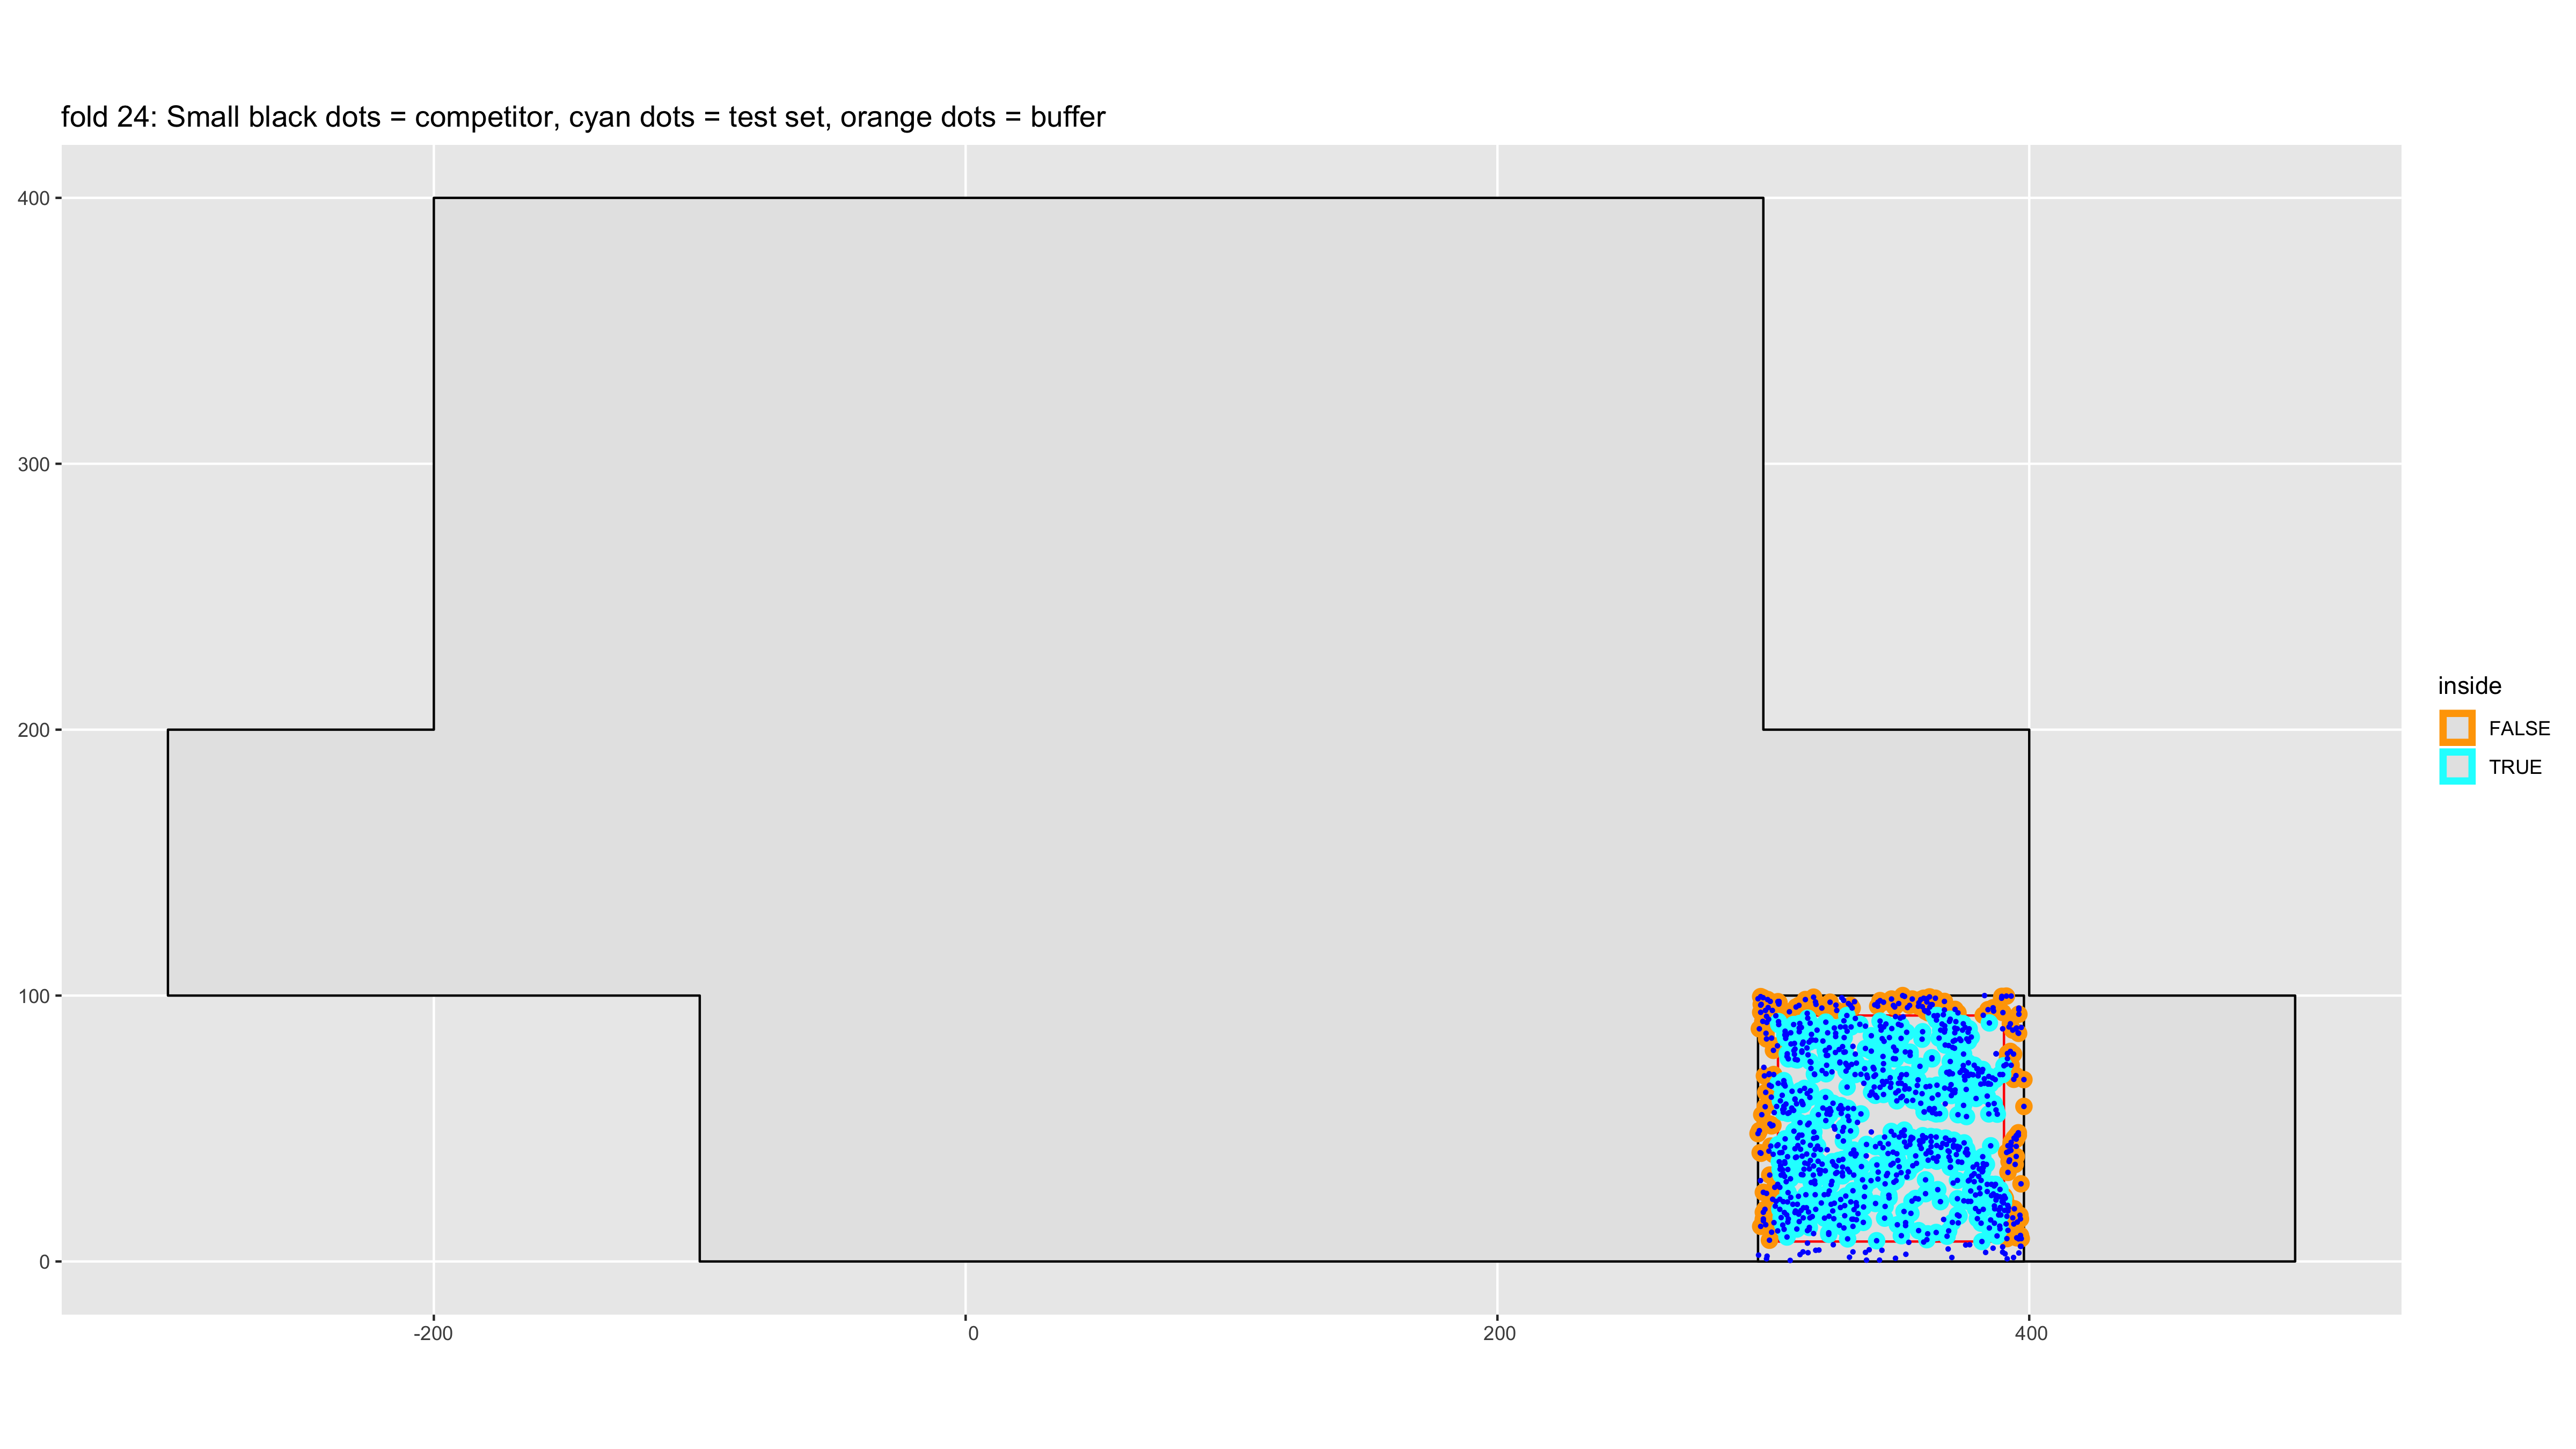 fold 24: Small black dots = competitor, cyan dots = test set, orange dots = buffer
400
300
200
100
0
-200
0
200
400
inside
FALSE
TRUE